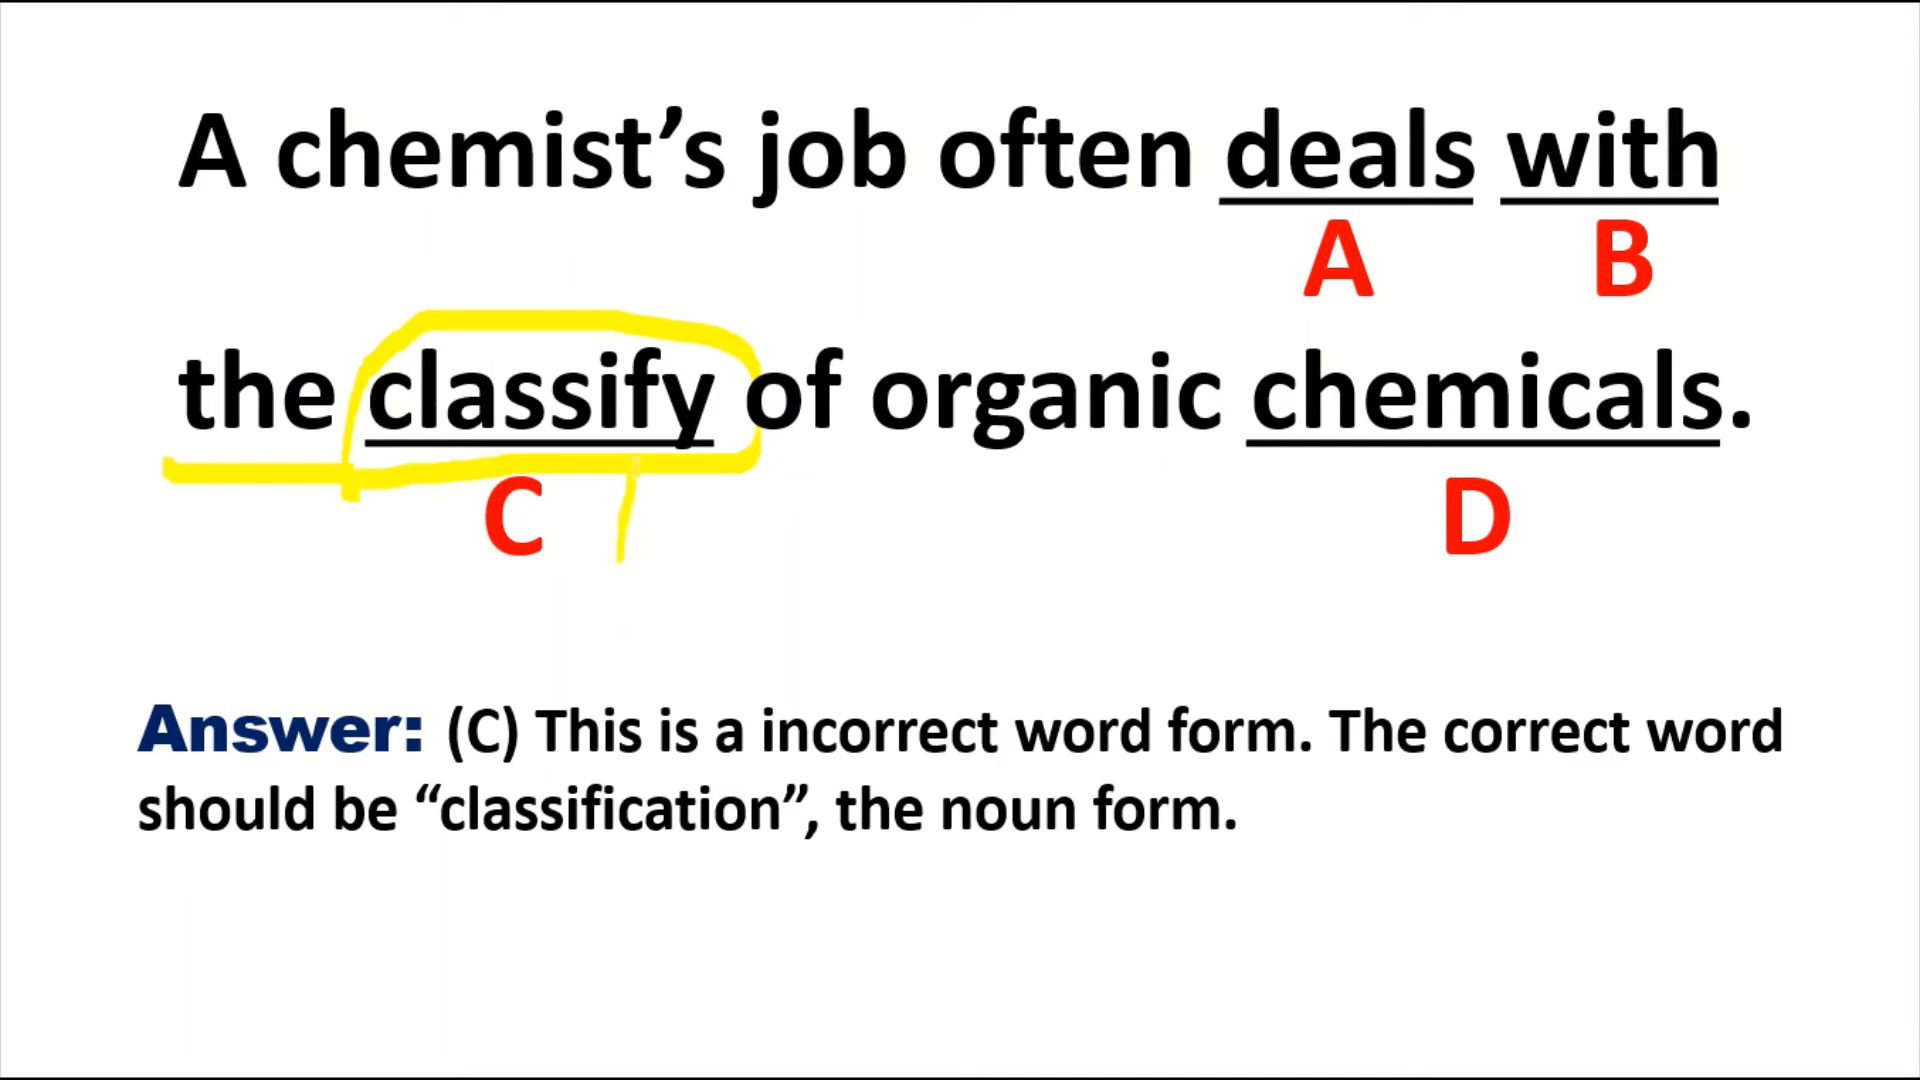 A chemist’s job often deals with
A B
the classify of organic chemicals.
C D
Answer: (C) This is a incorrect word form. The correct word
should be “classification”, the noun form.